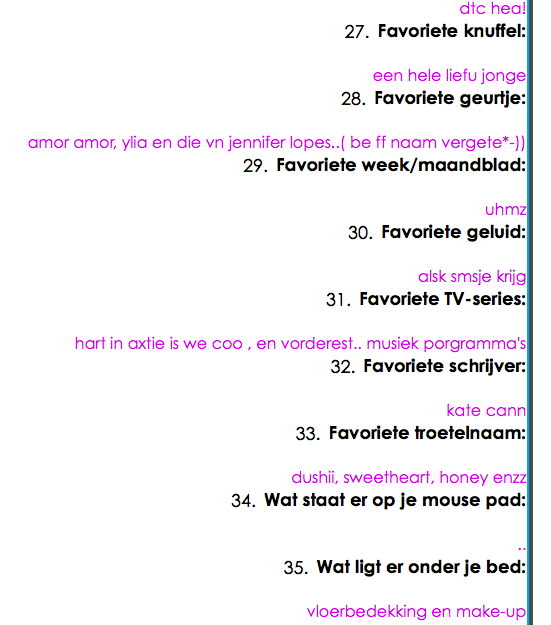 dtc hea!
27. Favoriete knuffel:
een hele liefu jonge
28. Favoriete geurtje:
amor amor, ylia en die vn jennifer lopes..( be ff naam vergete*-))
29. Favoriete week/maandblad:
uhmz
30. Favoriete geluid:
alsk smsje krijg
31. Favoriete TV-series:
hart in axtie is we coo , en vorderest.. musiek porgramma's
32. Favoriete schrijver:
kate cann
33. Favoriete troetelnaam:
dushii, sweetheart, honey enzz
34. Wat staat er op je mouse pad:
..
35. Wat ligt er onder je bed:
vloerbedekking en make-up